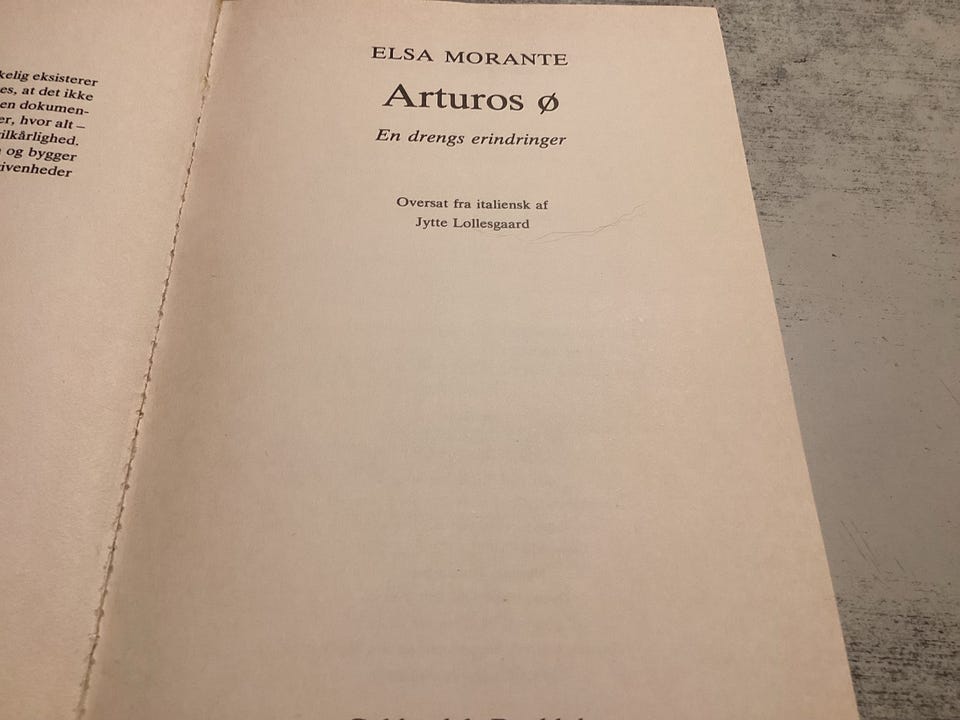 kelig eksisterer
es, at det ikke
en dokumen-
er, hvor alt –
ilkårlighed.
og bygger
ivenheder
ELSA MORANTE
Arturos ø
En drengs erindringer
Oversat fra italiensk af
Jytte Lollesgaard